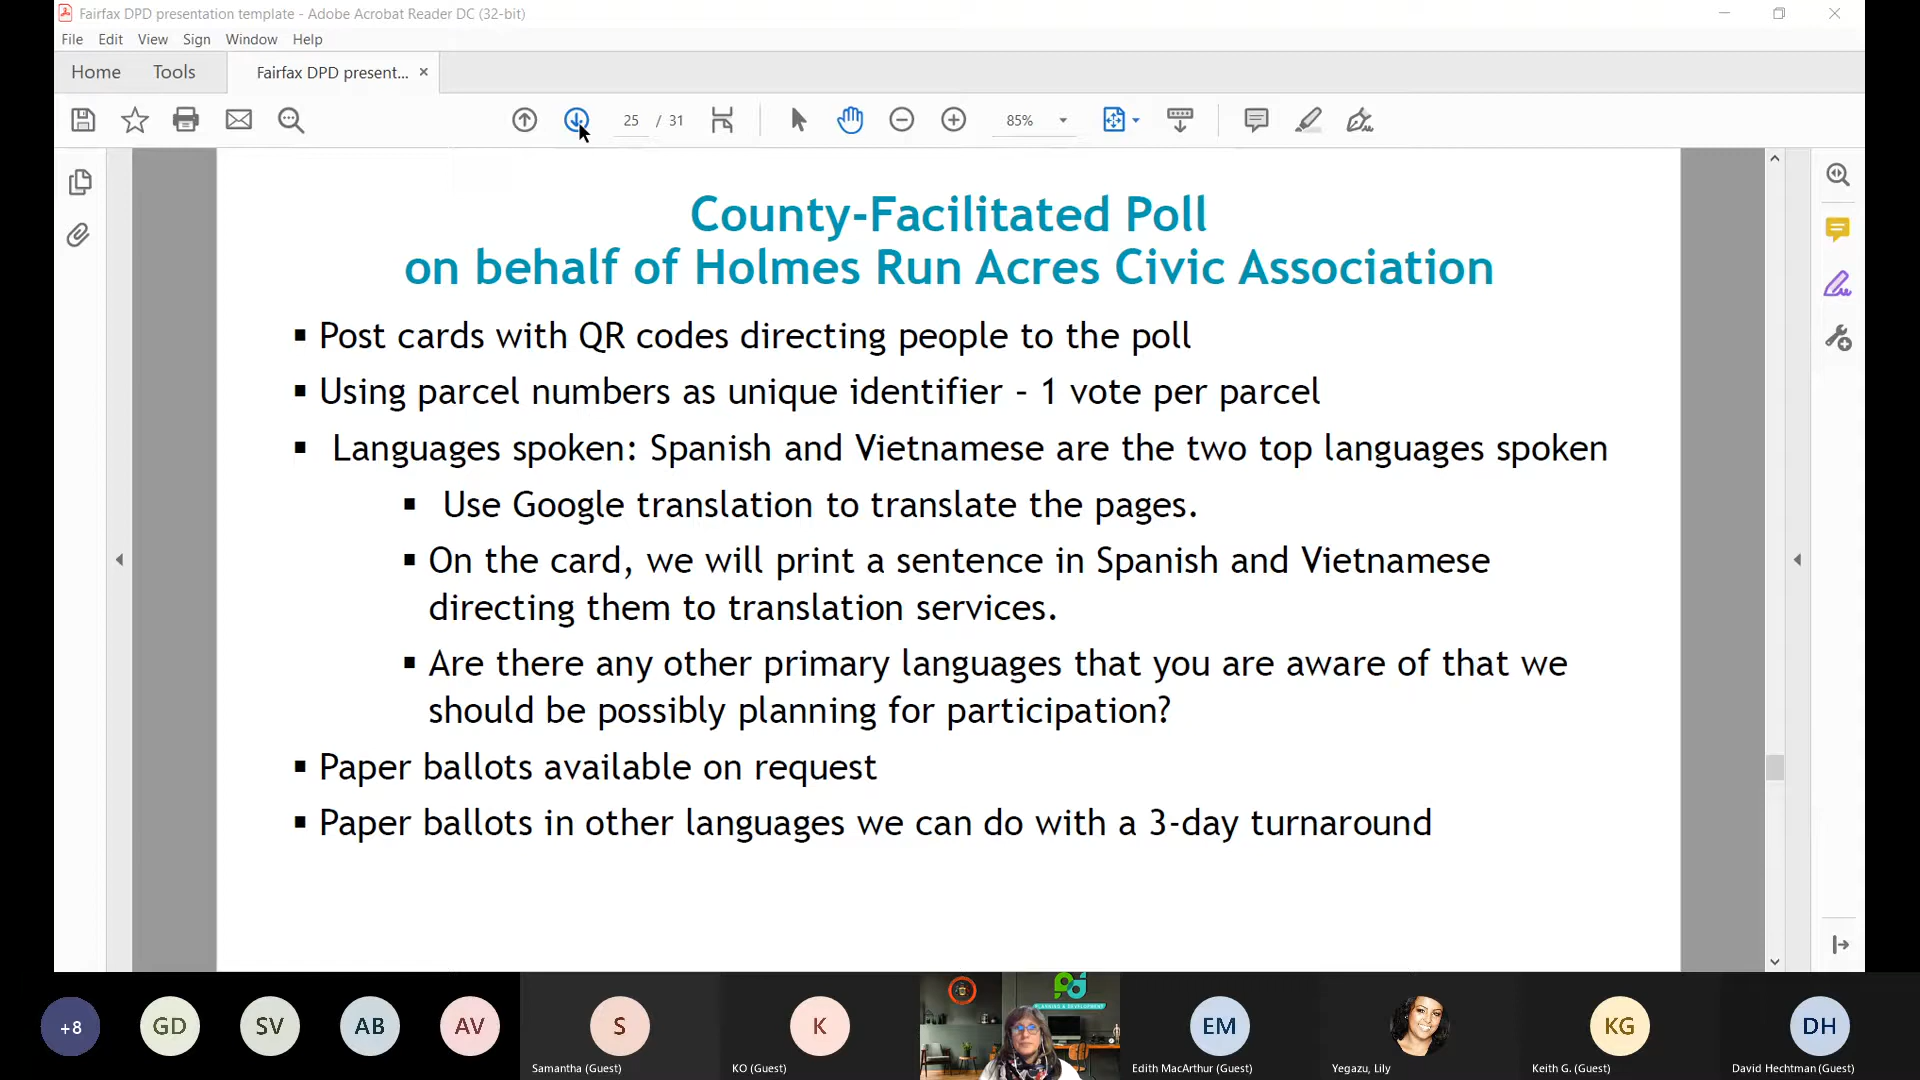 Fairfax DPD presentation template - Adobe Acrobat Reader DC (32-bit)
File Edit View Sign Window Help
Home Tools Fairfax DPD present... ×
25 / 31 85%
County-Facilitated Poll
on behalf of Holmes Run Acres Civic Association
▪ Post cards with QR codes directing people to the poll
▪ Using parcel numbers as unique identifier – 1 vote per parcel
▪ Languages spoken: Spanish and Vietnamese are the two top languages spoken
▪ Use Google translation to translate the pages.
▪ On the card, we will print a sentence in Spanish and Vietnamese
directing them to translation services.
▪ Are there any other primary languages that you are aware of that we
should be possibly planning for participation?
▪ Paper ballots available on request
▪ Paper ballots in other languages we can do with a 3-day turnaround
+8 GD SV AB AV S K EM KG DH
PLANNING & DEVELOPMENT
Samantha (Guest) KO (Guest) Edith MacArthur (Guest) Yegazu, Lily Keith G. (Guest) David Hechtman (Guest)